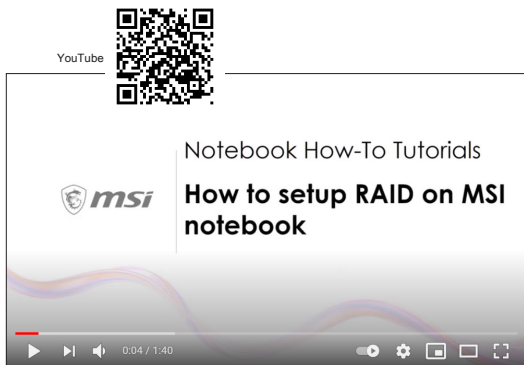 YouTube
Notebook How-To Tutorials
msi
How to setup RAID on MSI
notebook
0:04 / 1:40